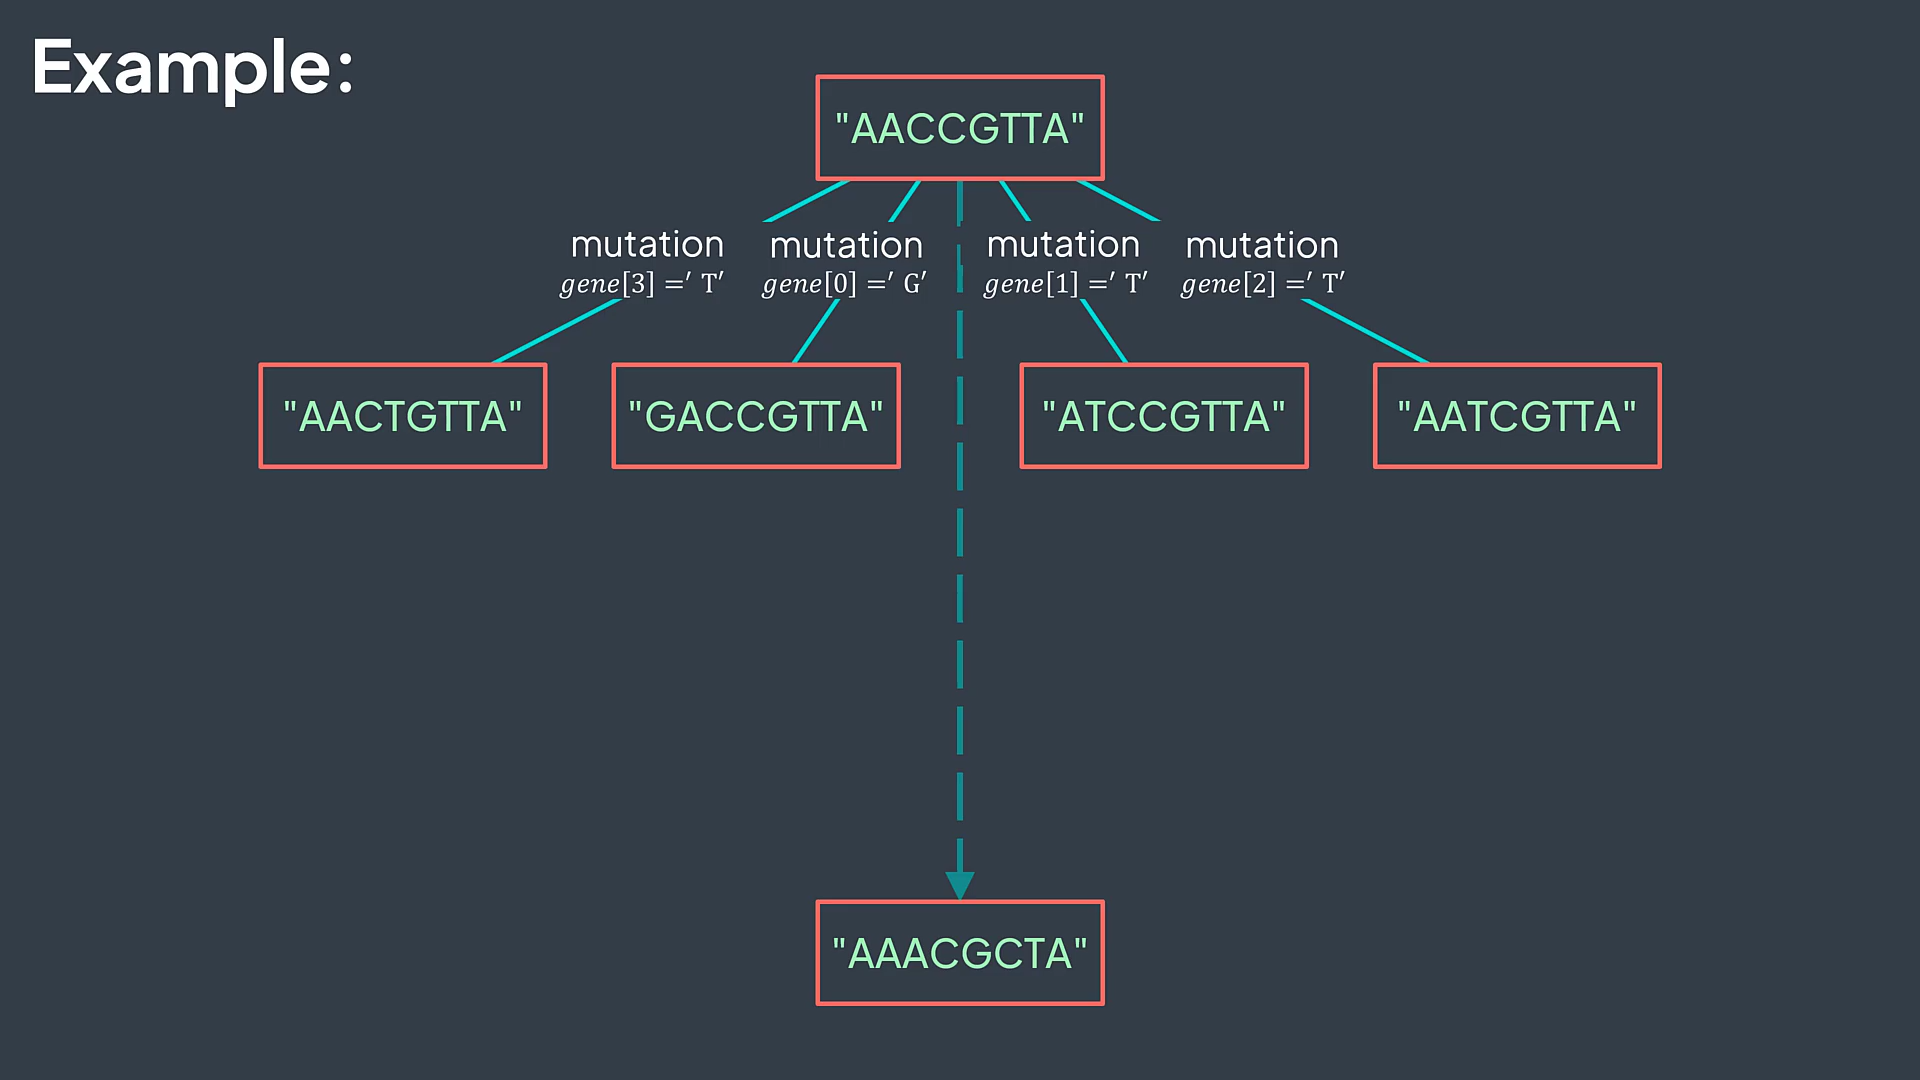 Example:
"AACCGTTA"
mutation mutation mutation mutation
gene[3] =′ T′ gene[0] =′ G′ gene[1] =′ T′ gene[2] =′ T′
"AACTGTTA" "GACCGTTA" "ATCCGTTA" "AATCGTTA"
"AAACGCTA"